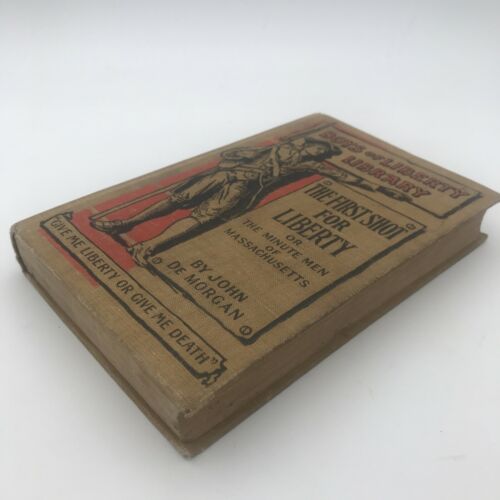 BOYS OF LIBERTY
LIBRARY
THE FIRST SHOT
FOR
LIBERTY
OR
THE MINUTE MEN
OF
MASSACHUSETTS
BY JOHN
DE MORGAN
"GIVE ME LIBERTY OR GIVE ME DEATH"